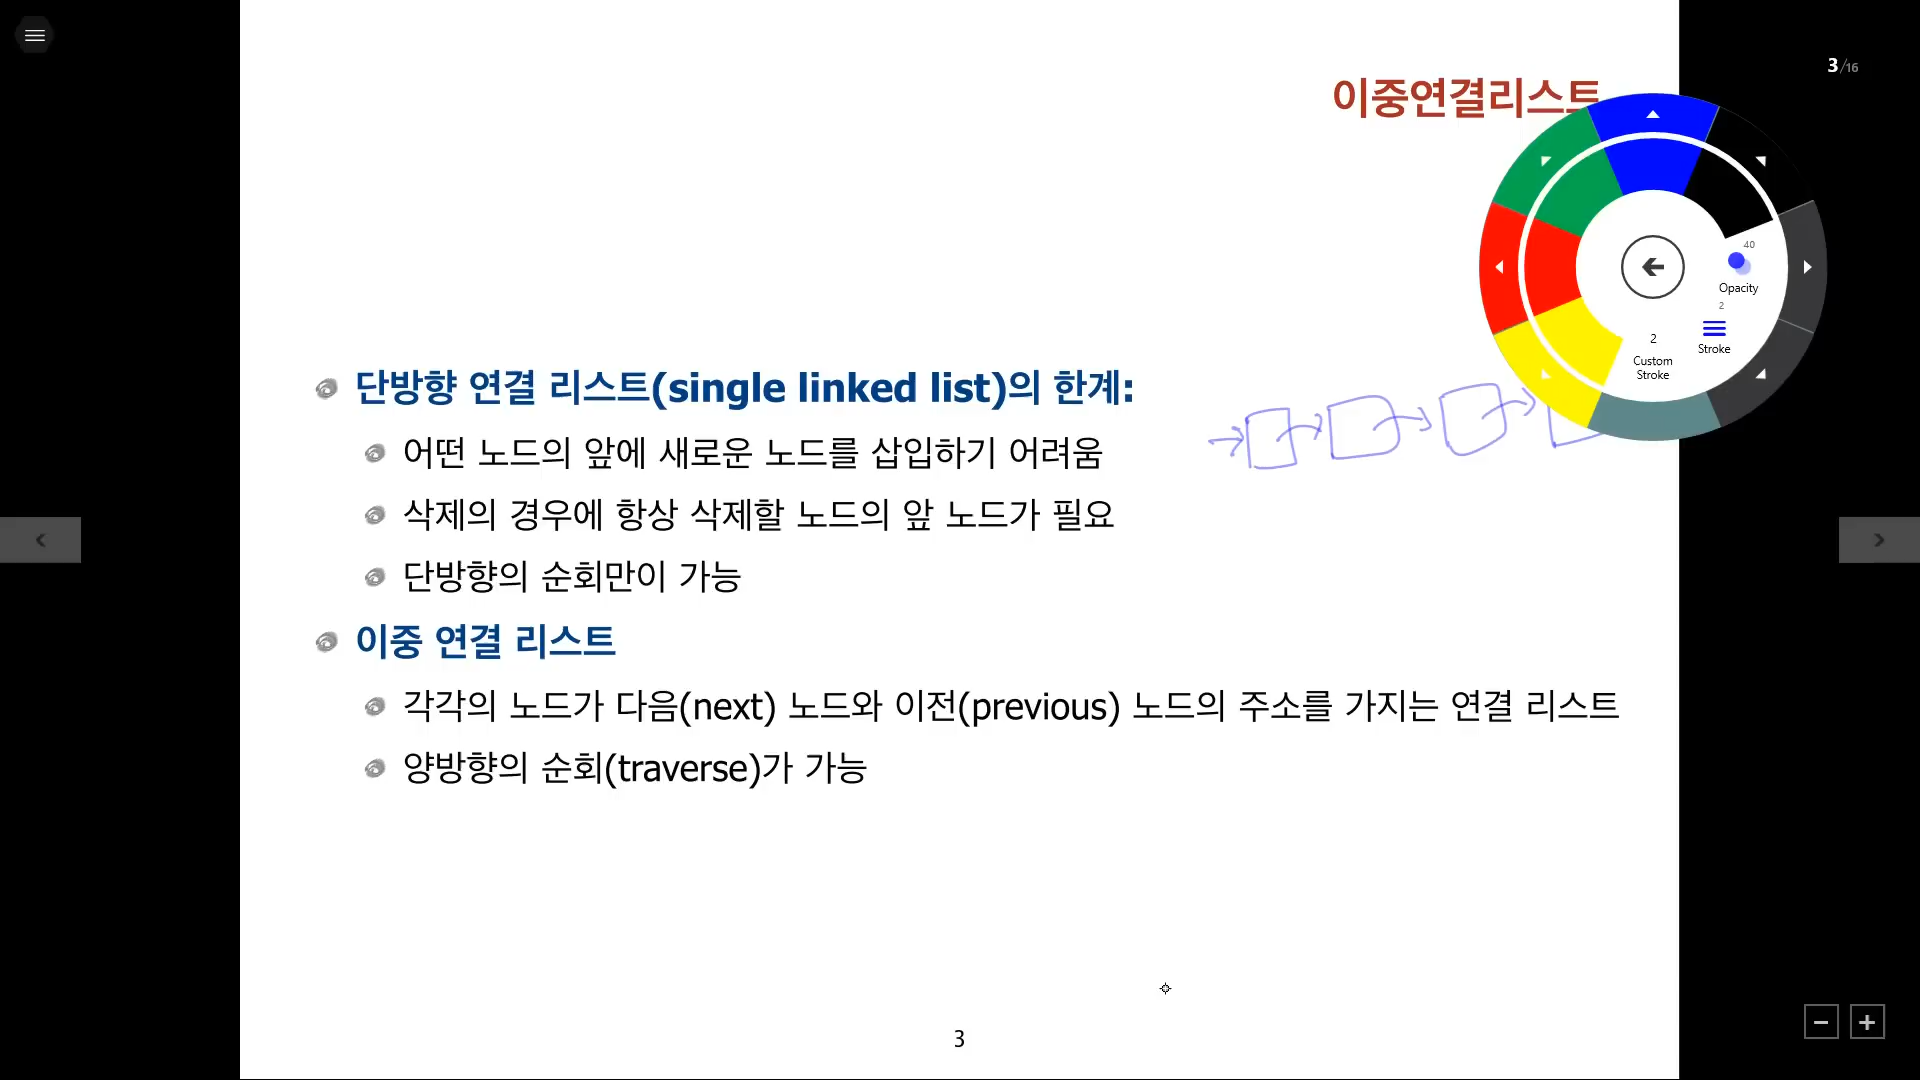 3/16
이중연결리스트
40
Opacity
2
Stroke
2
Custom
Stroke
단방향 연결 리스트(single linked list)의 한계:
어떤 노드의 앞에 새로운 노드를 삽입하기 어려움
삭제의 경우에 항상 삭제할 노드의 앞 노드가 필요
단방향의 순회만이 가능
이중 연결 리스트
각각의 노드가 다음(next) 노드와 이전(previous) 노드의 주소를 가지는 연결 리스트
양방향의 순회(traverse)가 가능
3